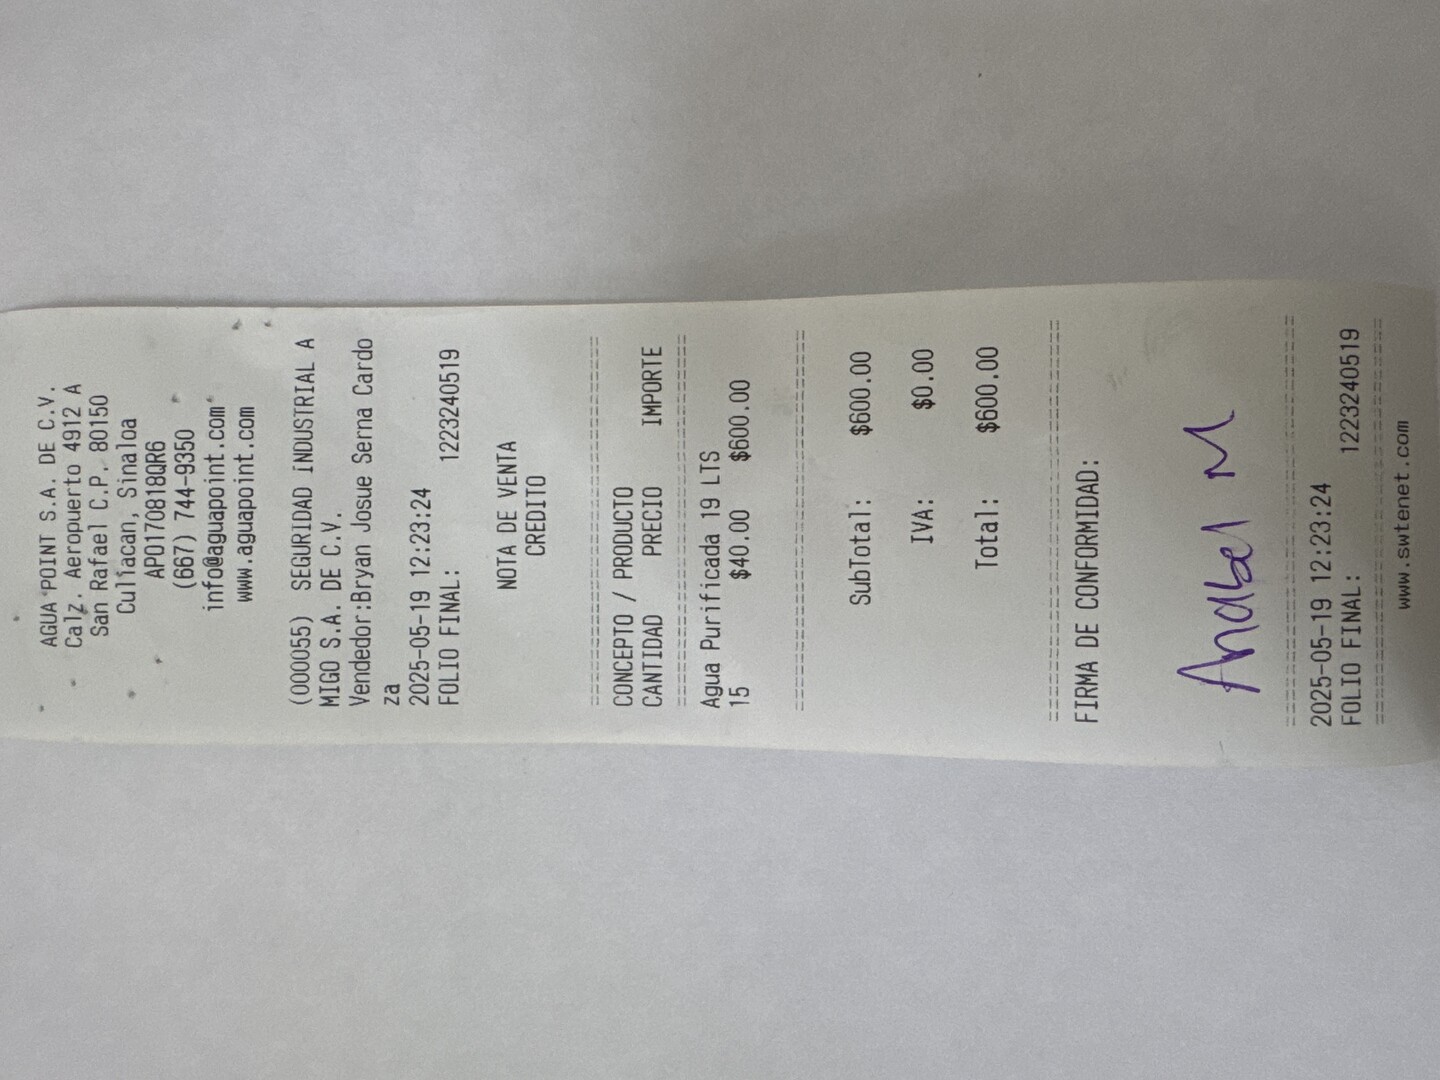 AGUA POINT S.A. DE C.V.
Calz. Aeropuerto 4912 A
San Rafael C.P. 80150
Culiacan, Sinaloa
APO170818QR6
(667) 744-9350
info@aguapoint.com
www.aguapoint.com
(000055) SEGURIDAD INDUSTRIAL A
MIGO S.A. DE C.V.
Vendedor:Bryan Josue Serna Cardo
za
2025-05-19 12:23:24
FOLIO FINAL: 1223240519
NOTA DE VENTA
CREDITO
================================
CONCEPTO / PRODUCTO
CANTIDAD PRECIO IMPORTE
================================
Agua Purificada 19 LTS
15 $40.00 $600.00
================================
SubTotal: $600.00
IVA: $0.00
Total: $600.00
================================
FIRMA DE CONFORMIDAD:
Anabel M
================================
2025-05-19 12:23:24
FOLIO FINAL: 1223240519
================================
www.swtenet.com